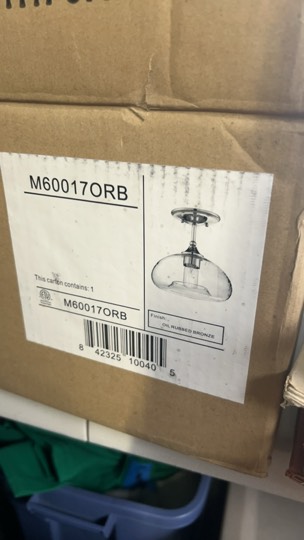 M60017ORB
This carton contains: 1
M60017ORB
Finish:
OIL RUBBED BRONZE
8 42325 10040 5